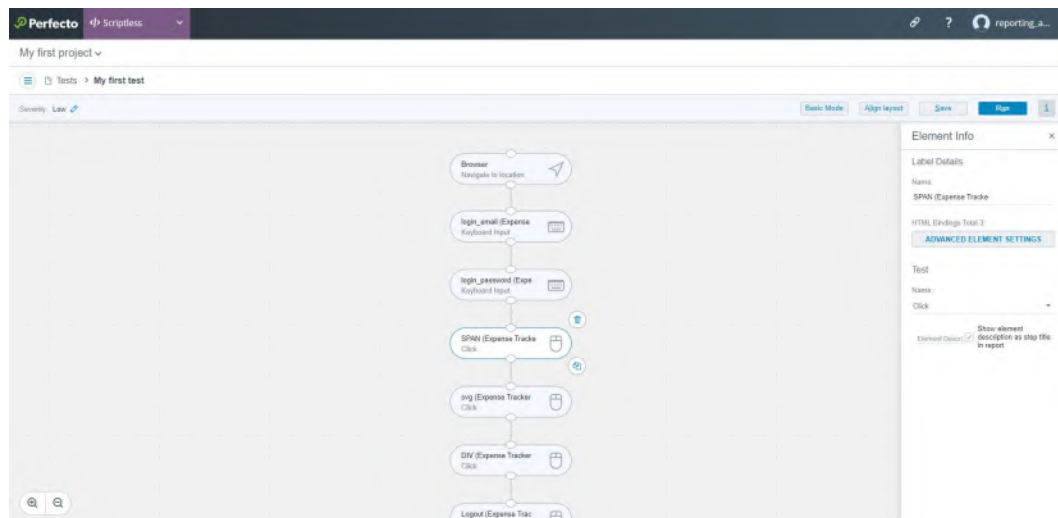 Perfecto </> Scriptless
? reporting_a...
My first project
Tests > My first test
Severity: Low
Basic Mode Align layout Save Run 1
Element Info ×
Label Details
Name:
SPAN (Expense Tracke
HTML Bindings Total 3
ADVANCED ELEMENT SETTINGS
Test
Name:
Click
Show element
description as step title
in report
Browser
Navigate to location
login_email (Expense
Keyboard Input
login_password (Expe
Keyboard Input
SPAN (Expense Tracke
Click
svg (Expense Tracker
Click
DIV (Expense Tracker
Click
Logout (Expense Trac